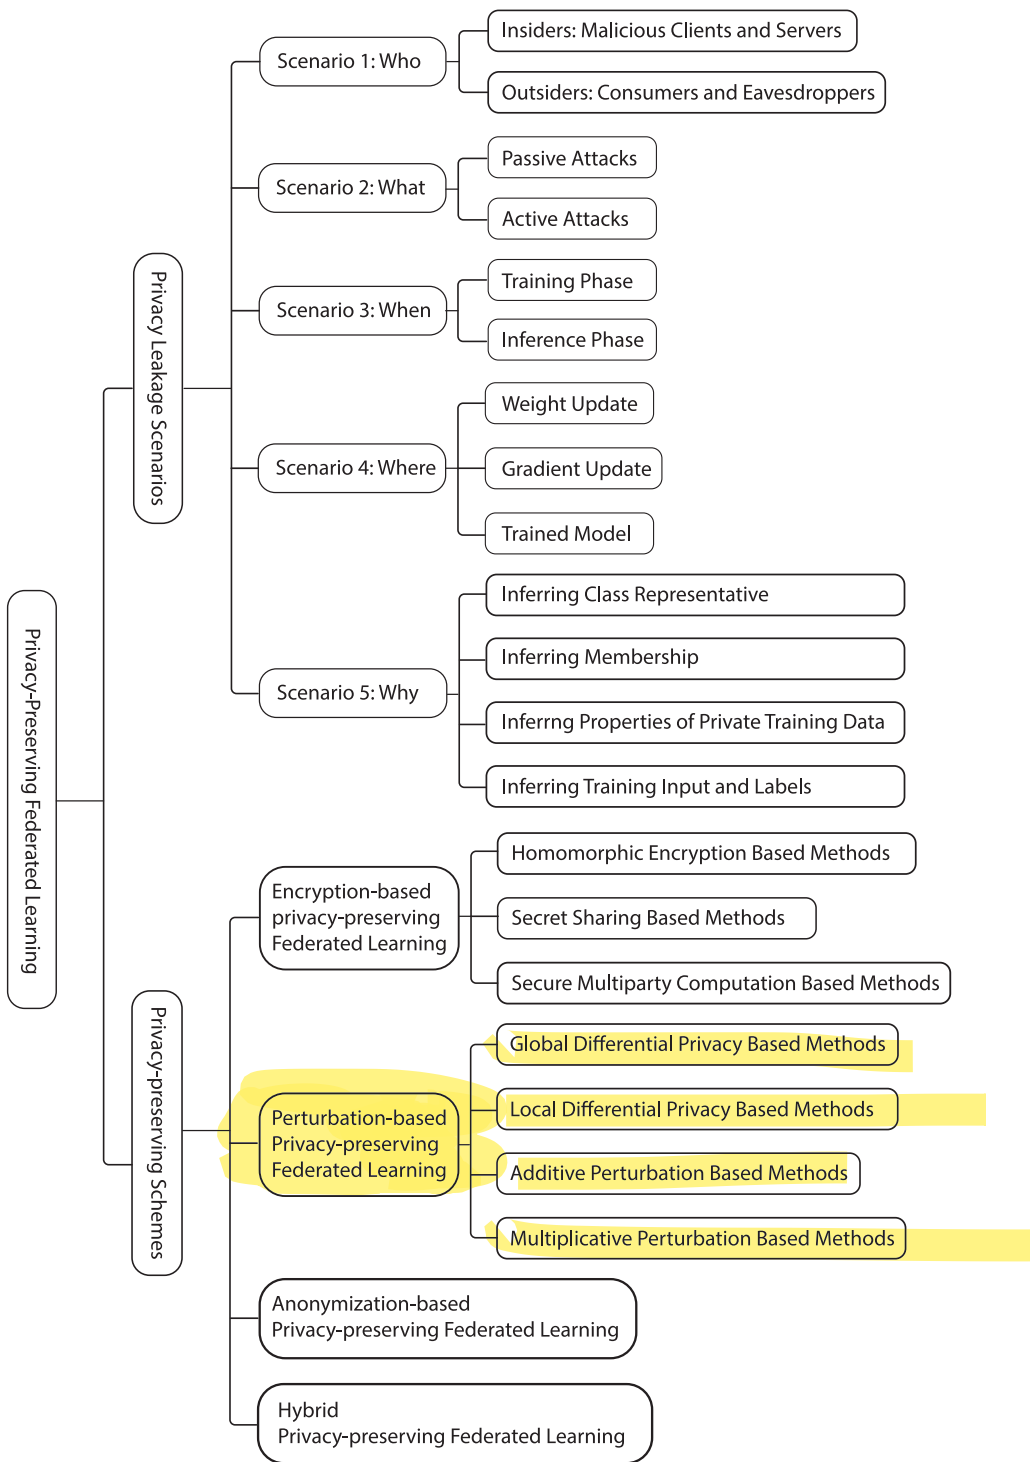 Privacy-Preserving Federated Learning
Privacy Leakage Scenarios
Scenario 1: Who
Insiders: Malicious Clients and Servers
Outsiders: Consumers and Eavesdroppers
Scenario 2: What
Passive Attacks
Active Attacks
Scenario 3: When
Training Phase
Inference Phase
Scenario 4: Where
Weight Update
Gradient Update
Trained Model
Scenario 5: Why
Inferring Class Representative
Inferring Membership
Inferrng Properties of Private Training Data
Inferring Training Input and Labels
Privacy-preserving Schemes
Encryption-based
privacy-preserving
Federated Learning
Homomorphic Encryption Based Methods
Secret Sharing Based Methods
Secure Multiparty Computation Based Methods
Perturbation-based
Privacy-preserving
Federated Learning
Global Differential Privacy Based Methods
Local Differential Privacy Based Methods
Additive Perturbation Based Methods
Multiplicative Perturbation Based Methods
Anonymization-based
Privacy-preserving Federated Learning
Hybrid
Privacy-preserving Federated Learning